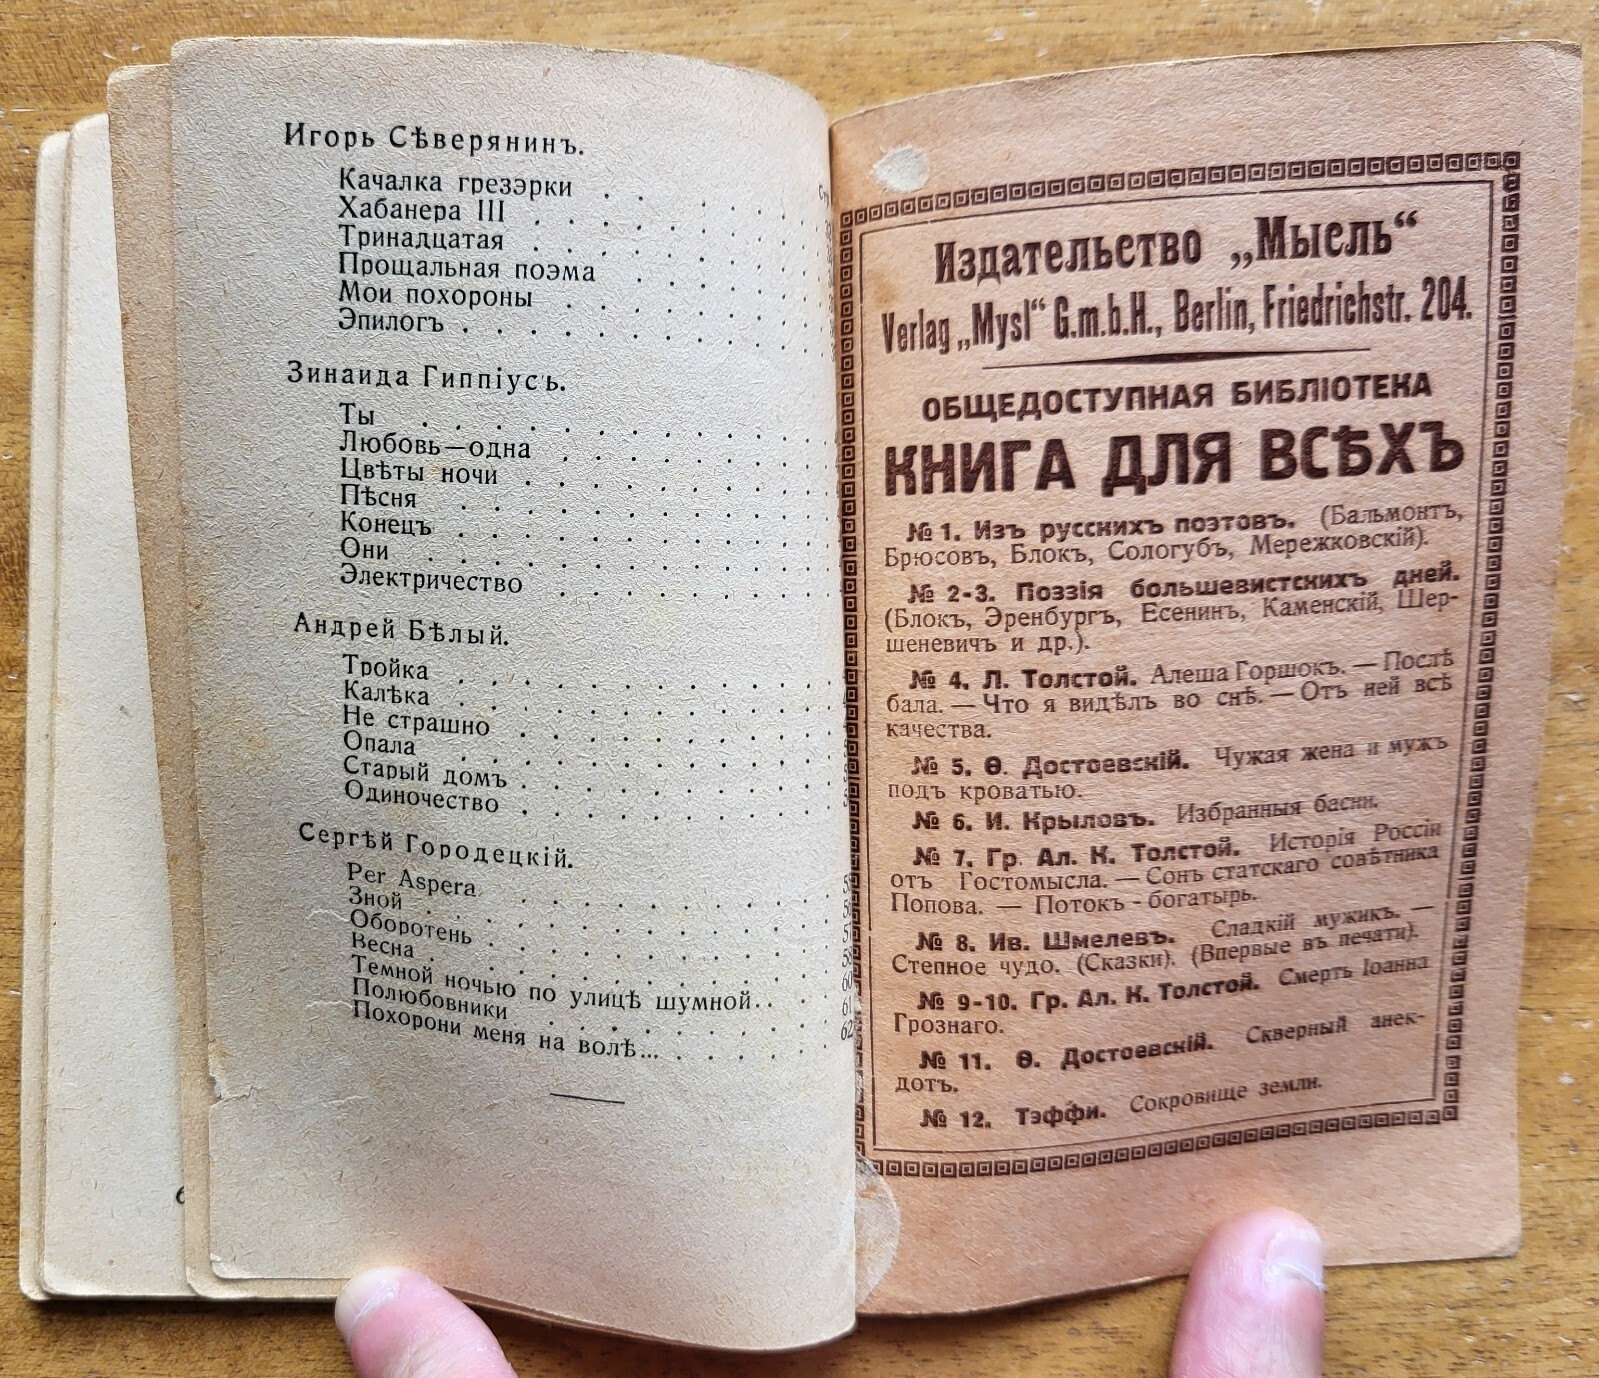 Игорь Сѣверянинъ.
Качалка грезэрки
Хабанера III
Тринадцатая
Прощальная поэма
Мои похороны
Эпилогъ
Зинаида Гиппіусъ.
Ты
Любовь—одна
Цвѣты ночи
Пѣсня
Конецъ
Они
Электричество
Андрей Бѣлый.
Тройка
Калѣка
Не страшно
Опала
Старый домъ
Одиночество
Сергѣй Городецкій.
Per Aspera
Зной
Оборотень
Весна 58
Темной ночью по улицѣ шумной 60
Полюбовники 61
Похорони меня на волѣ... 62
Издательство „Мысль“
Verlag „Mysl“ G.m.b.H., Berlin, Friedrichstr. 204.
ОБЩЕДОСТУПНАЯ БИБЛІОТЕКА
КНИГА ДЛЯ ВСѢХЪ
№ 1. Изъ русскихъ поэтовъ. (Бальмонтъ,
Брюсовъ, Блокъ, Сологубъ, Мережковскій).
№ 2-3. Поэзія большевистскихъ дней.
(Блокъ, Эренбургъ, Есенинъ, Каменскій, Шер-
шеневичъ и др.).
№ 4. Л. Толстой. Алеша Горшокъ. — Послѣ
бала. — Что я видѣлъ во снѣ. — Отъ ней всѣ
качества.
№ 5. Ѳ. Достоевскій. Чужая жена и мужъ
подъ кроватью.
№ 6. И. Крыловъ. Избранныя басни.
№ 7. Гр. Ал. К. Толстой. Исторія Россіи
отъ Гостомысла. — Сонъ статскаго совѣтника
Попова. — Потокъ - богатырь.
№ 8. Ив. Шмелевъ. Сладкій мужикъ. —
Степное чудо. (Сказки). (Впервые въ печати).
№ 9-10. Гр. Ал. К. Толстой. Смерть Іоанна
Грознаго.
№ 11. Ѳ. Достоевскій. Скверный анек-
дотъ.
№ 12. Тэффи. Сокровище земли.